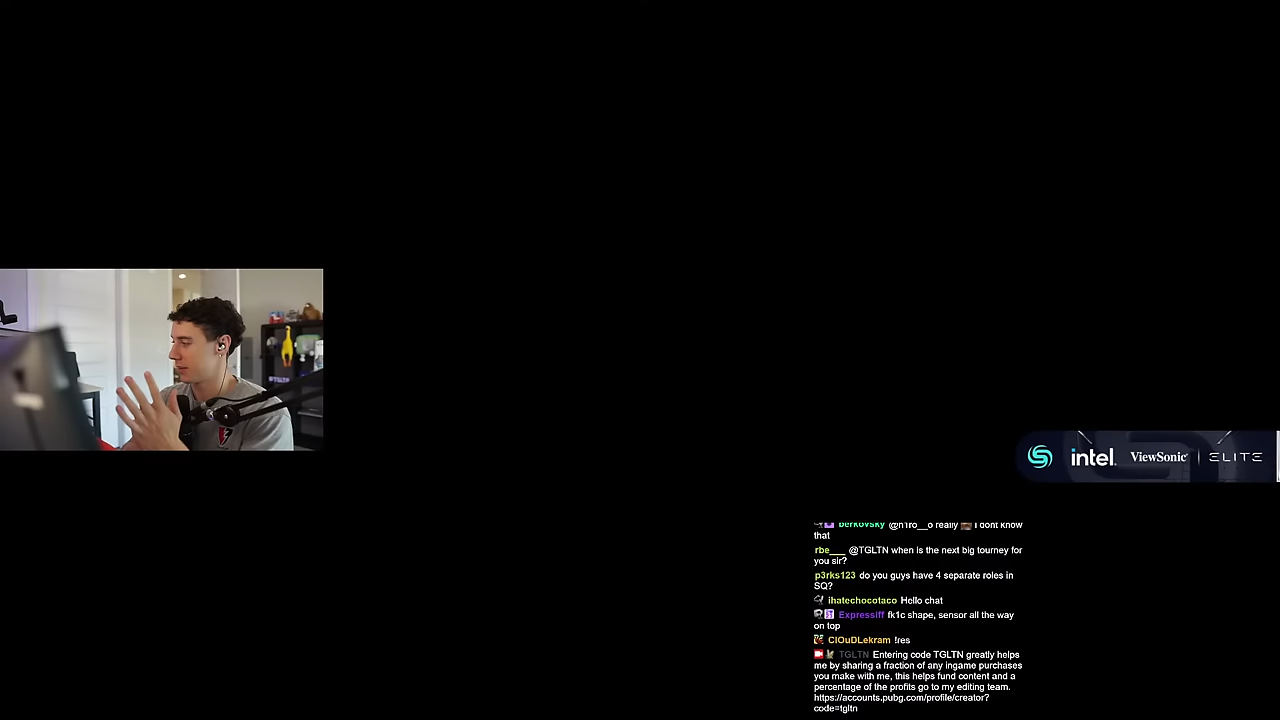 intel. ViewSonic | ELITE
berkovsky @n1ro__o really I dont know
that
rbe___ @TGLTN when is the next big tourney for
you sir?
p3rks123 do you guys have 4 separate roles in
SQ?
ihatechocotaco Hello chat
Expressiff fk1c shape, sensor all the way
on top
ClOuDLekram !res
TGLTN Entering code TGLTN greatly helps
me by sharing a fraction of any ingame purchases
you make with me, this helps fund content and a
percentage of the profits go to my editing team.
https://accounts.pubg.com/profile/creator?
code=tgltn